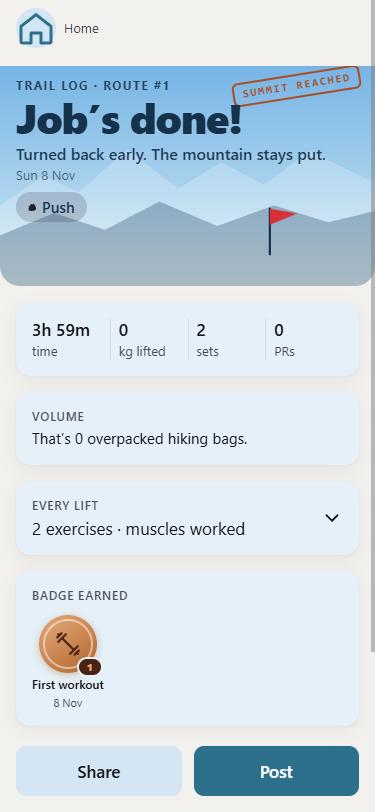 Home
TRAIL LOG · ROUTE #1
SUMMIT REACHED
Job's done!
Turned back early. The mountain stays put.
Sun 8 Nov
Push
3h 59m
time
0
kg lifted
2
sets
0
PRs
VOLUME
That's 0 overpacked hiking bags.
EVERY LIFT
2 exercises · muscles worked
BADGE EARNED
1
First workout
8 Nov
Share
Post